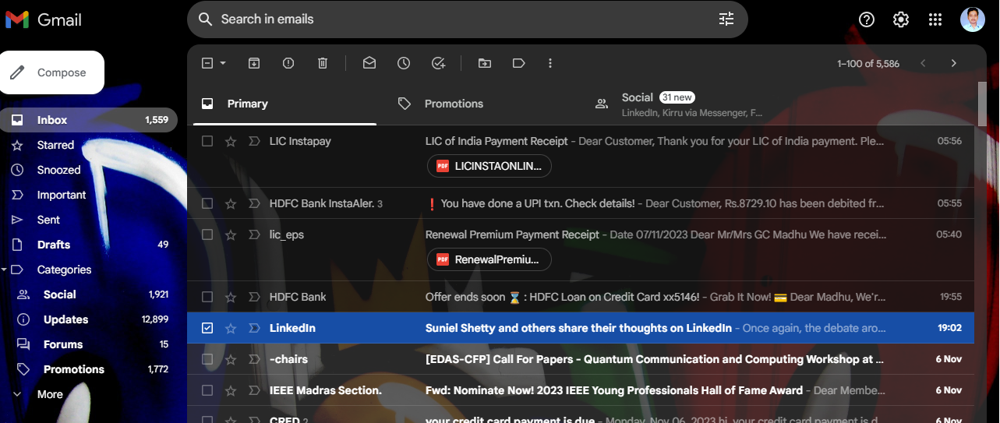 Gmail
Search in emails
Compose
1–100 of 5,586
Primary
Promotions
Social 31 new
LinkedIn, Kirru via Messenger, F...
Inbox 1,559
Starred
Snoozed
Important
Sent
Drafts 49
Categories
Social 1,921
Updates 12,899
Forums 15
Promotions 1,772
More
LIC Instapay LIC of India Payment Receipt - Dear Customer, Thank you for your LIC of India payment. Ple... 05:56
PDF LICINSTAONLIN...
HDFC Bank InstaAler. 3 ❗ You have done a UPI txn. Check details! - Dear Customer, Rs.8729.10 has been debited fr... 05:55
lic_eps Renewal Premium Payment Receipt - Date 07/11/2023 Dear Mr/Mrs GC Madhu We have recei... 05:40
PDF RenewalPremiu...
HDFC Bank Offer ends soon ⌛ : HDFC Loan on Credit Card xx5146! - Grab It Now! 💳 Dear Madhu, We'r... 19:55
LinkedIn Suniel Shetty and others share their thoughts on LinkedIn - Once again, the debate aro... 19:02
-chairs [EDAS-CFP] Call For Papers - Quantum Communication and Computing Workshop at ... 6 Nov
IEEE Madras Section. Fwd: Nominate Now! 2023 IEEE Young Professionals Hall of Fame Award - Dear Membe... 6 Nov
CRED 2 your credit card payment is due - Monday, Nov 06, 2023 hi, your credit card payment is d... 6 Nov